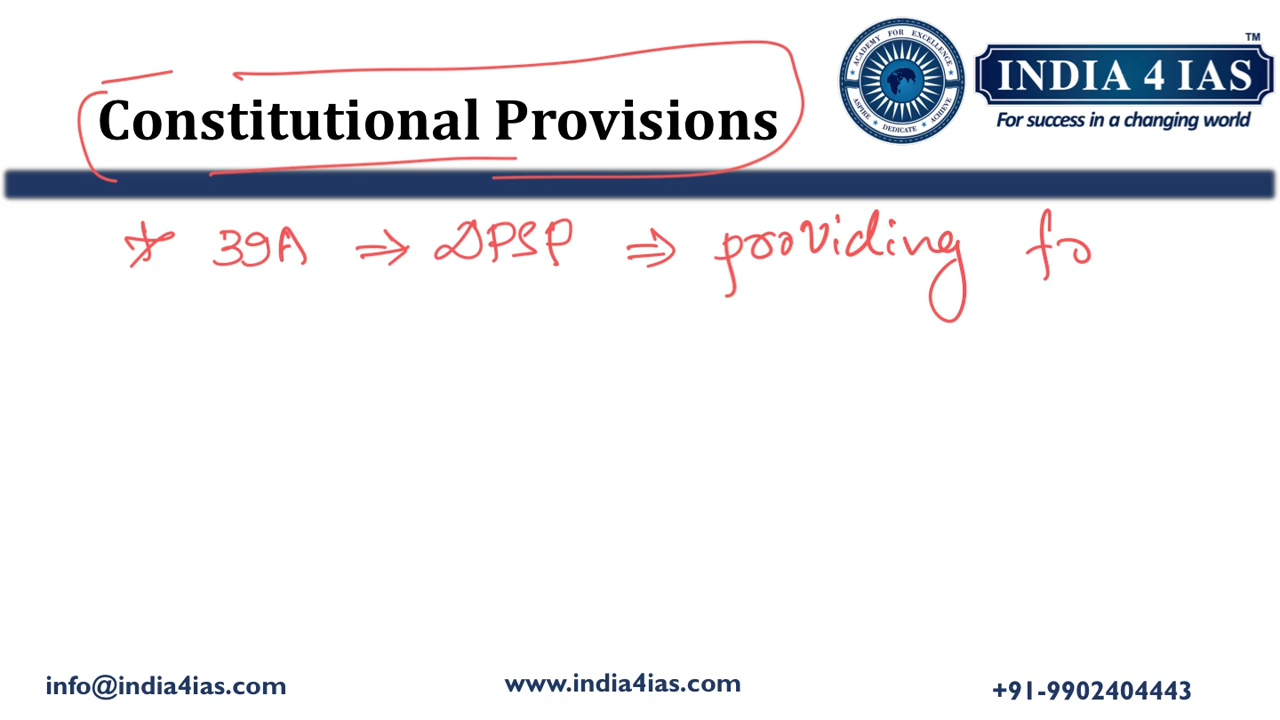 ACADEMY FOR EXCELLENCE
ASPIRE ★ DEDICATE ★ ACHIEVE
INDIA 4 IAS
TM
For success in a changing world
Constitutional Provisions
* 39A ⇒ DPSP ⇒ providing fo
info@india4ias.com
www.india4ias.com
+91-9902404443